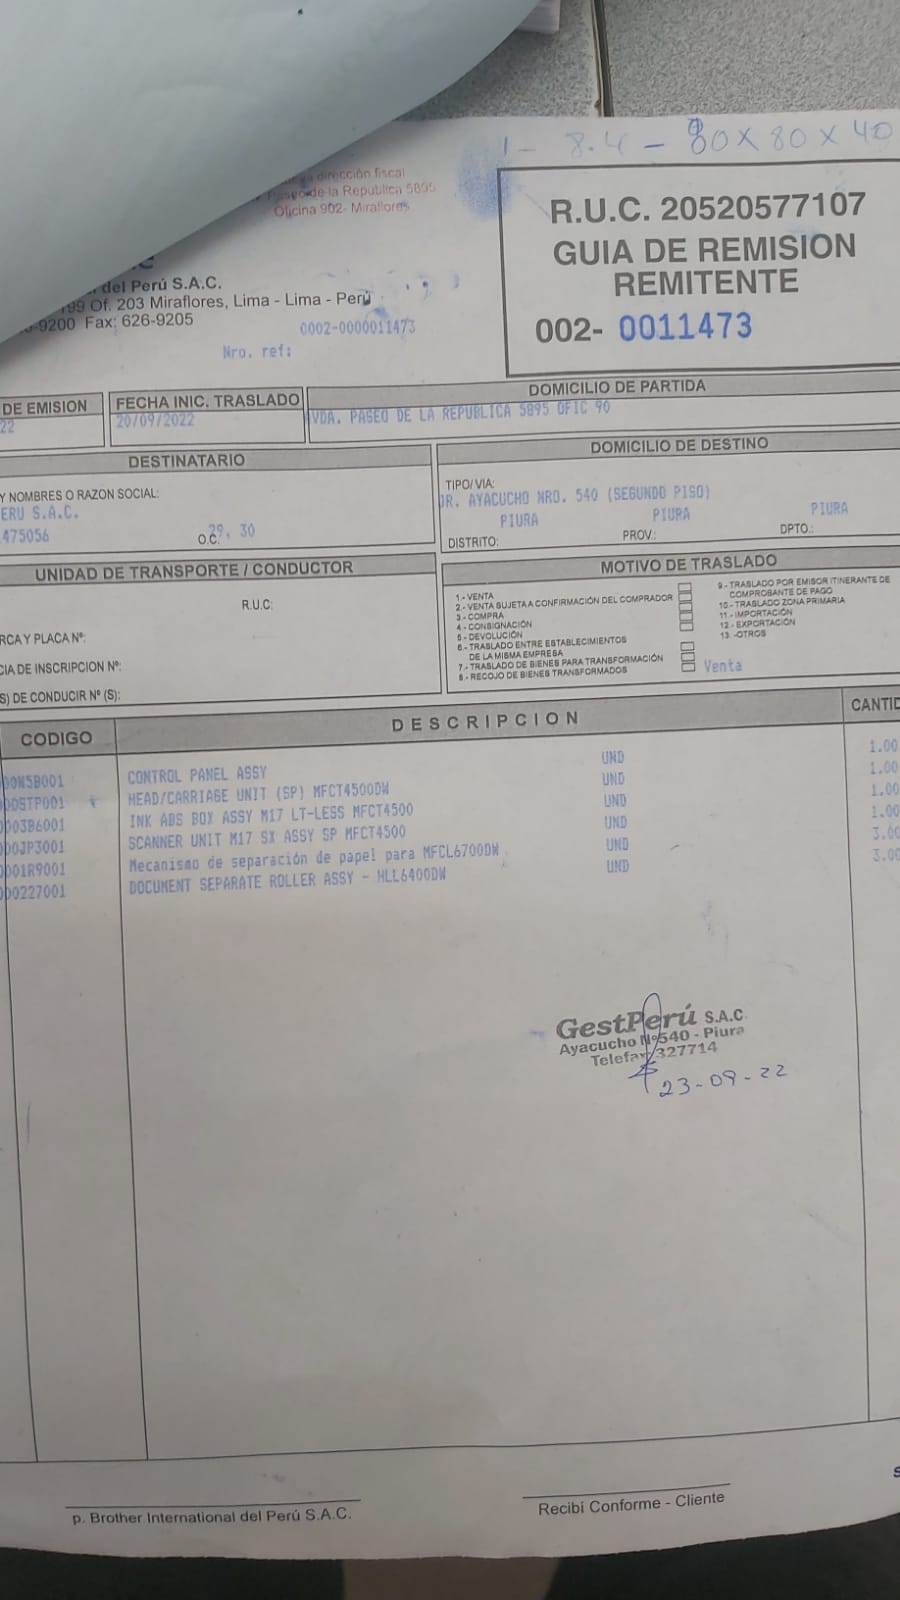 1 - 8.4 - 80 X 80 X 40
dirección fiscal
Paseo de la Republica 5895
Oficina 902- Miraflores
R.U.C. 20520577107
GUIA DE REMISION
REMITENTE
002- 0011473
del Perú S.A.C.
Of. 203 Miraflores, Lima - Lima - Perú
-9200 Fax: 626-9205
0002-0000011473
Nro. ref:
DE EMISION
22
FECHA INIC. TRASLADO
20/09/2022
DOMICILIO DE PARTIDA
VDA. PASEO DE LA REPUBLICA 5895 OFIC 90
DESTINATARIO
Y NOMBRES O RAZON SOCIAL:
ERU S.A.C.
475056
O.C. 29, 30
DOMICILIO DE DESTINO
TIPO/VIA:
JR. AYACUCHO NRO. 540 (SEGUNDO PISO)
PIURA PIURA PIURA
DISTRITO: PROV.: DPTO.:
UNIDAD DE TRANSPORTE / CONDUCTOR
R.U.C:
RCA Y PLACA Nº:
CIA DE INSCRIPCION Nº:
S) DE CONDUCIR Nº (S):
MOTIVO DE TRASLADO
1.- VENTA
2.- VENTA SUJETA A CONFIRMACIÓN DEL COMPRADOR
3.- COMPRA
4.- CONSIGNACIÓN
5.- DEVOLUCIÓN
6.- TRASLADO ENTRE ESTABLECIMIENTOS
DE LA MISMA EMPRESA
7.- TRASLADO DE BIENES PARA TRANSFORMACIÓN
8.- RECOJO DE BIENES TRANSFORMADOS
9.- TRASLADO POR EMISOR ITINERANTE DE
COMPROBANTE DE PAGO
10.- TRASLADO ZONA PRIMARIA
11.- IMPORTACIÓN
12.- EXPORTACIÓN
13.-OTROS
Venta
CODIGO DESCRIPCION CANTID
00N5B001 CONTROL PANEL ASSY UND 1.00
00STP001 HEAD/CARRIAGE UNIT (SP) MFCT4500DW UND 1.00
003B6001 INK ABS BOX ASSY M17 LT-LESS MFCT4500 UND 1.00
00JP3001 SCANNER UNIT M17 SX ASSY SP MFCT4500 UND 1.00
001R9001 Mecanismo de separación de papel para MFCL6700DW UND 3.00
00227001 DOCUMENT SEPARATE ROLLER ASSY - HLL6400DW UND 3.00
GestPerú S.A.C.
Ayacucho Nº540 - Piura
Telefax 327714
23-09-22
p. Brother International del Perú S.A.C.
Recibí Conforme - Cliente